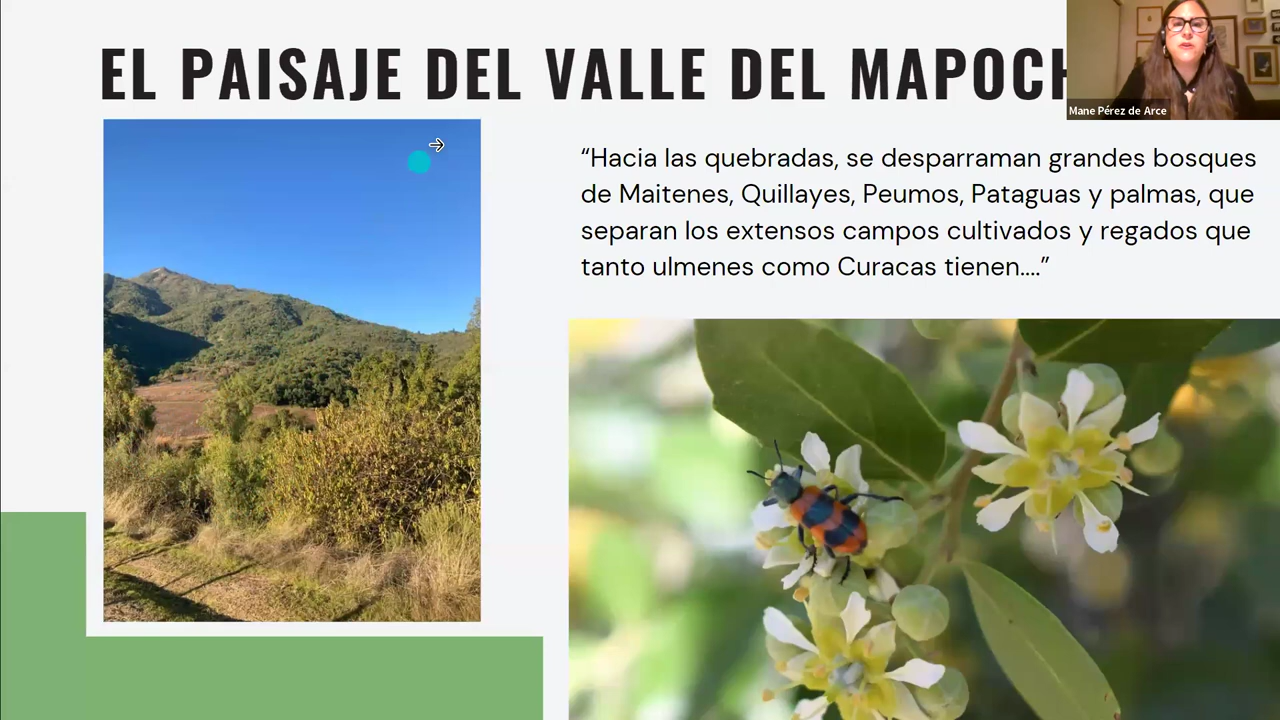 EL PAISAJE DEL VALLE DEL MAPOCH
Mane Pérez de Arce
“Hacia las quebradas, se desparraman grandes bosques
de Maitenes, Quillayes, Peumos, Pataguas y palmas, que
separan los extensos campos cultivados y regados que
tanto ulmenes como Curacas tienen....”